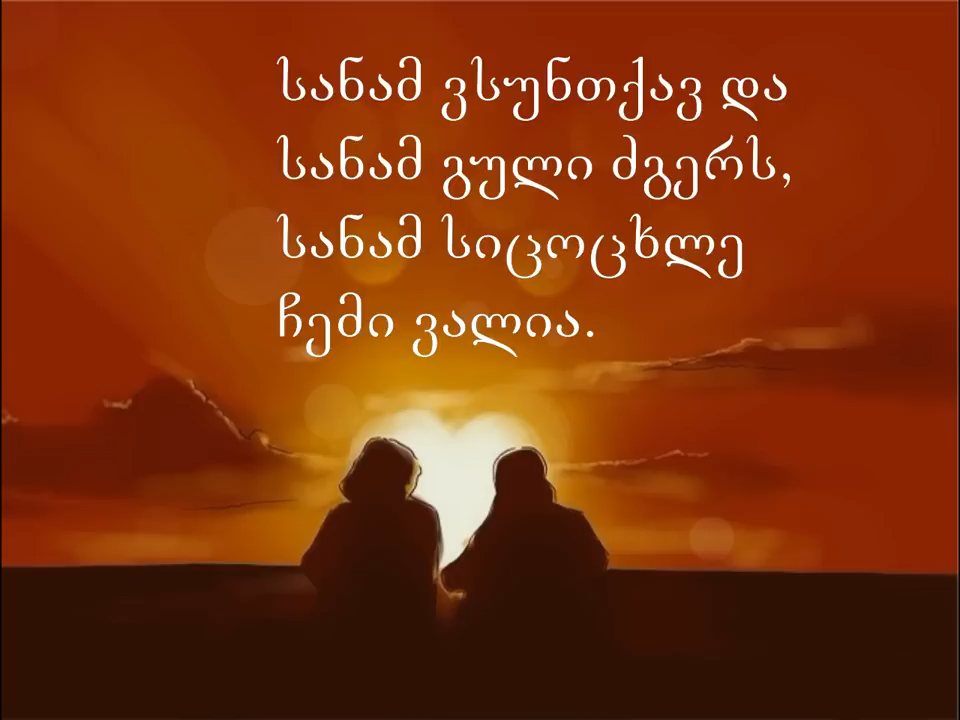 სანამ ვსუნთქავ და
სანამ გული ძგერს,
სანამ სიცოცხლე
ჩემი ვალია.